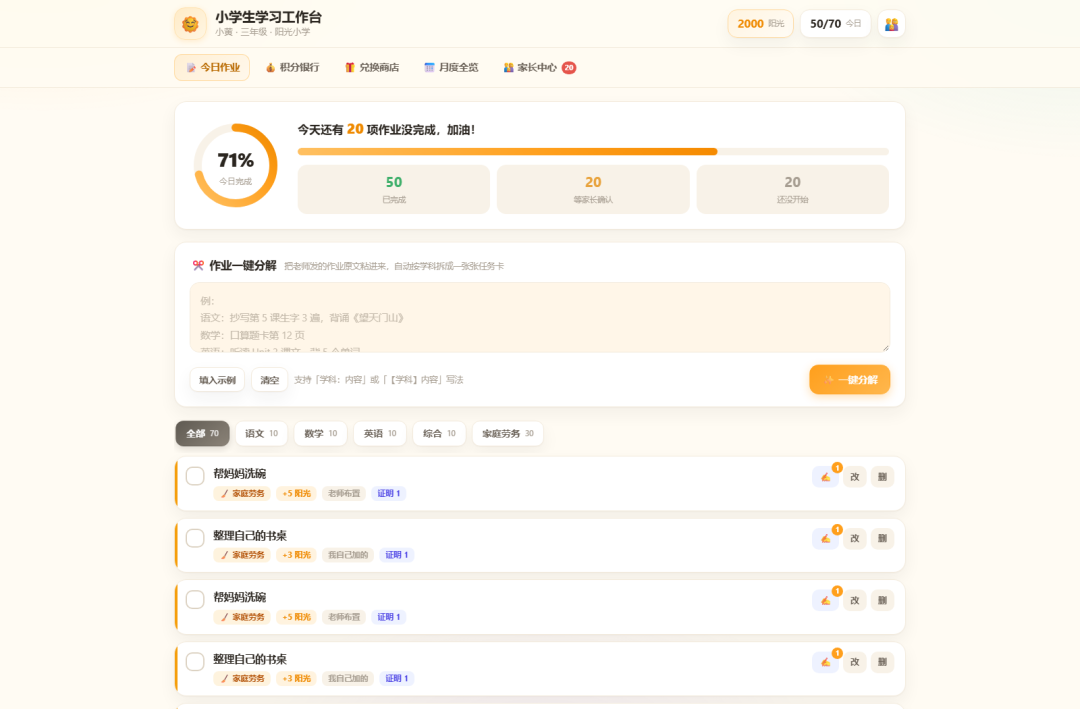 小学生学习工作台
小黄 · 三年级 · 阳光小学
2000 阳光
50/70 今日
今日作业
积分银行
兑换商店
月度全览
家长中心 20
71%
今日完成
今天还有 20 项作业没完成，加油！
50
已完成
20
等家长确认
20
还没开始
作业一键分解 把老师发的作业原文粘进来，自动按学科拆成一张张任务卡
例：
语文：抄写第 5 课生字 3 遍，背诵《望天门山》
数学：口算题卡第 12 页
英语：听读 Unit 3 课文，背 5 个单词
填入示例
清空
支持「学科：内容」或「【学科】内容」写法
一键分解
全部 70
语文 10
数学 10
英语 10
综合 10
家庭劳务 30
帮妈妈洗碗
家庭劳务 +5 阳光 老师布置 证明 1
1 改 删
整理自己的书桌
家庭劳务 +3 阳光 我自己加的 证明 1
1 改 删
帮妈妈洗碗
家庭劳务 +5 阳光 老师布置 证明 1
1 改 删
整理自己的书桌
家庭劳务 +3 阳光 我自己加的 证明 1
1 改 删